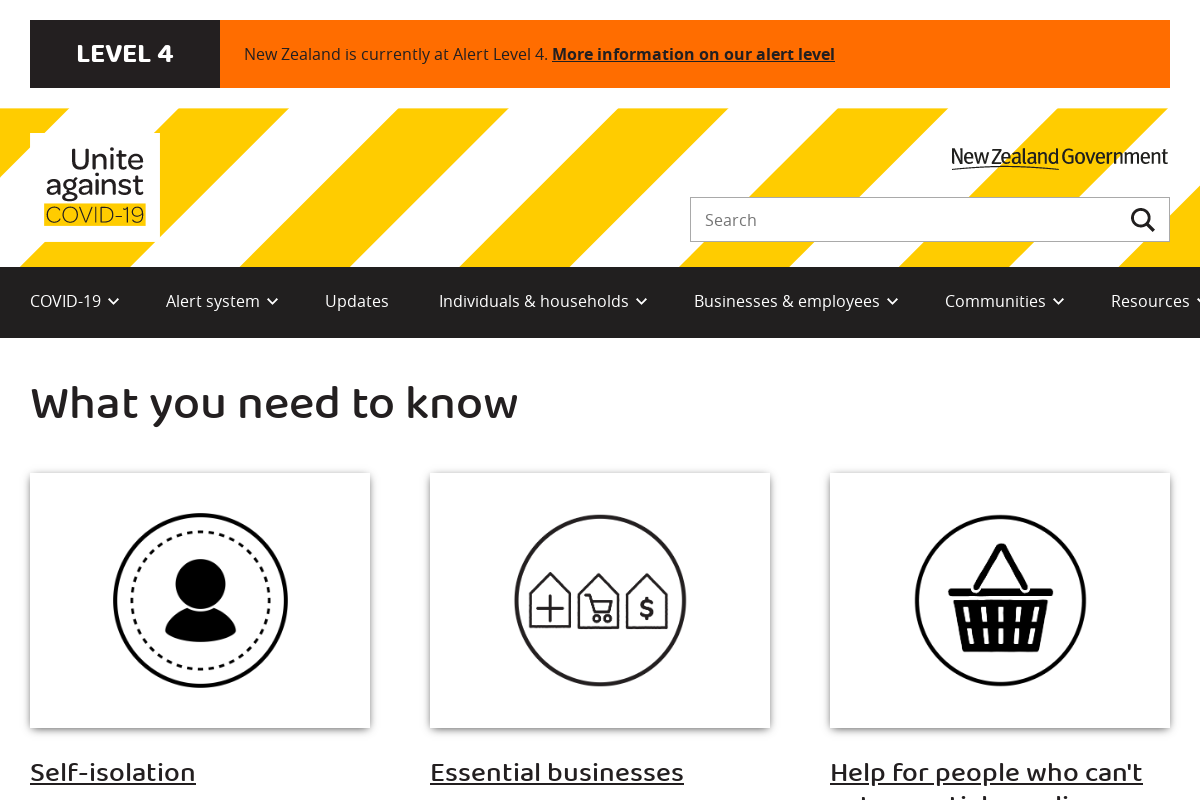 LEVEL 4
New Zealand is currently at Alert Level 4. More information on our alert level
Unite
against
COVID-19
New Zealand Government
Search
COVID-19 Alert system Updates Individuals & households Businesses & employees Communities Resources
What you need to know
$
Self-isolation
Essential businesses
Help for people who can't